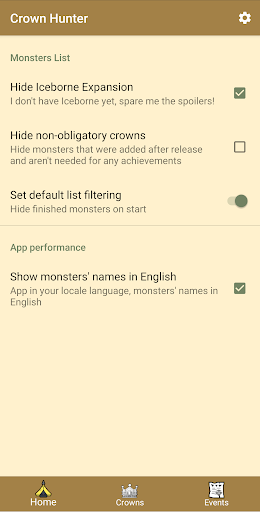 Crown Hunter
Monsters List
Hide Iceborne Expansion
I don't have Iceborne yet, spare me the spoilers!
Hide non-obligatory crowns
Hide monsters that were added after release
and aren't needed for any achievements
Set default list filtering
Hide finished monsters on start
App performance
Show monsters' names in English
App in your locale language, monsters' names in
English
Home
Crowns
Events